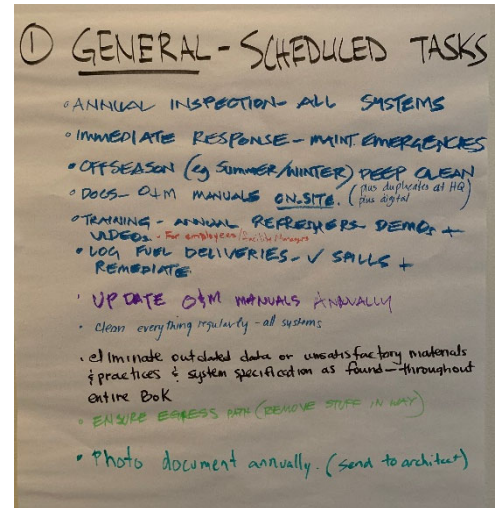 ① GENERAL - SCHEDULED TASKS
• ANNUAL INSPECTION - ALL SYSTEMS
• IMMEDIATE RESPONSE - MAINT. EMERGENCIES
• OFFSEASON (eg SUMMER/WINTER) DEEP CLEAN
• DOCS - O+M MANUALS ON-SITE. (plus duplicates at HQ
plus digital)
• TRAINING - ANNUAL REFRESHERS - DEMOS +
VIDEOS. - For employees/Facilities Managers
• LOG FUEL DELIVERIES - ✓ SPILLS +
REMEDIATE
• UPDATE O&M MANUALS ANNUALLY
• Clean everything regularly - all systems
• eliminate outdated data or unsatisfactory materials
& practices & system specification as found - throughout
entire BoK
• ENSURE EGRESS PATH (REMOVE STUFF IN WAY)
• Photo document annually. (send to architect)